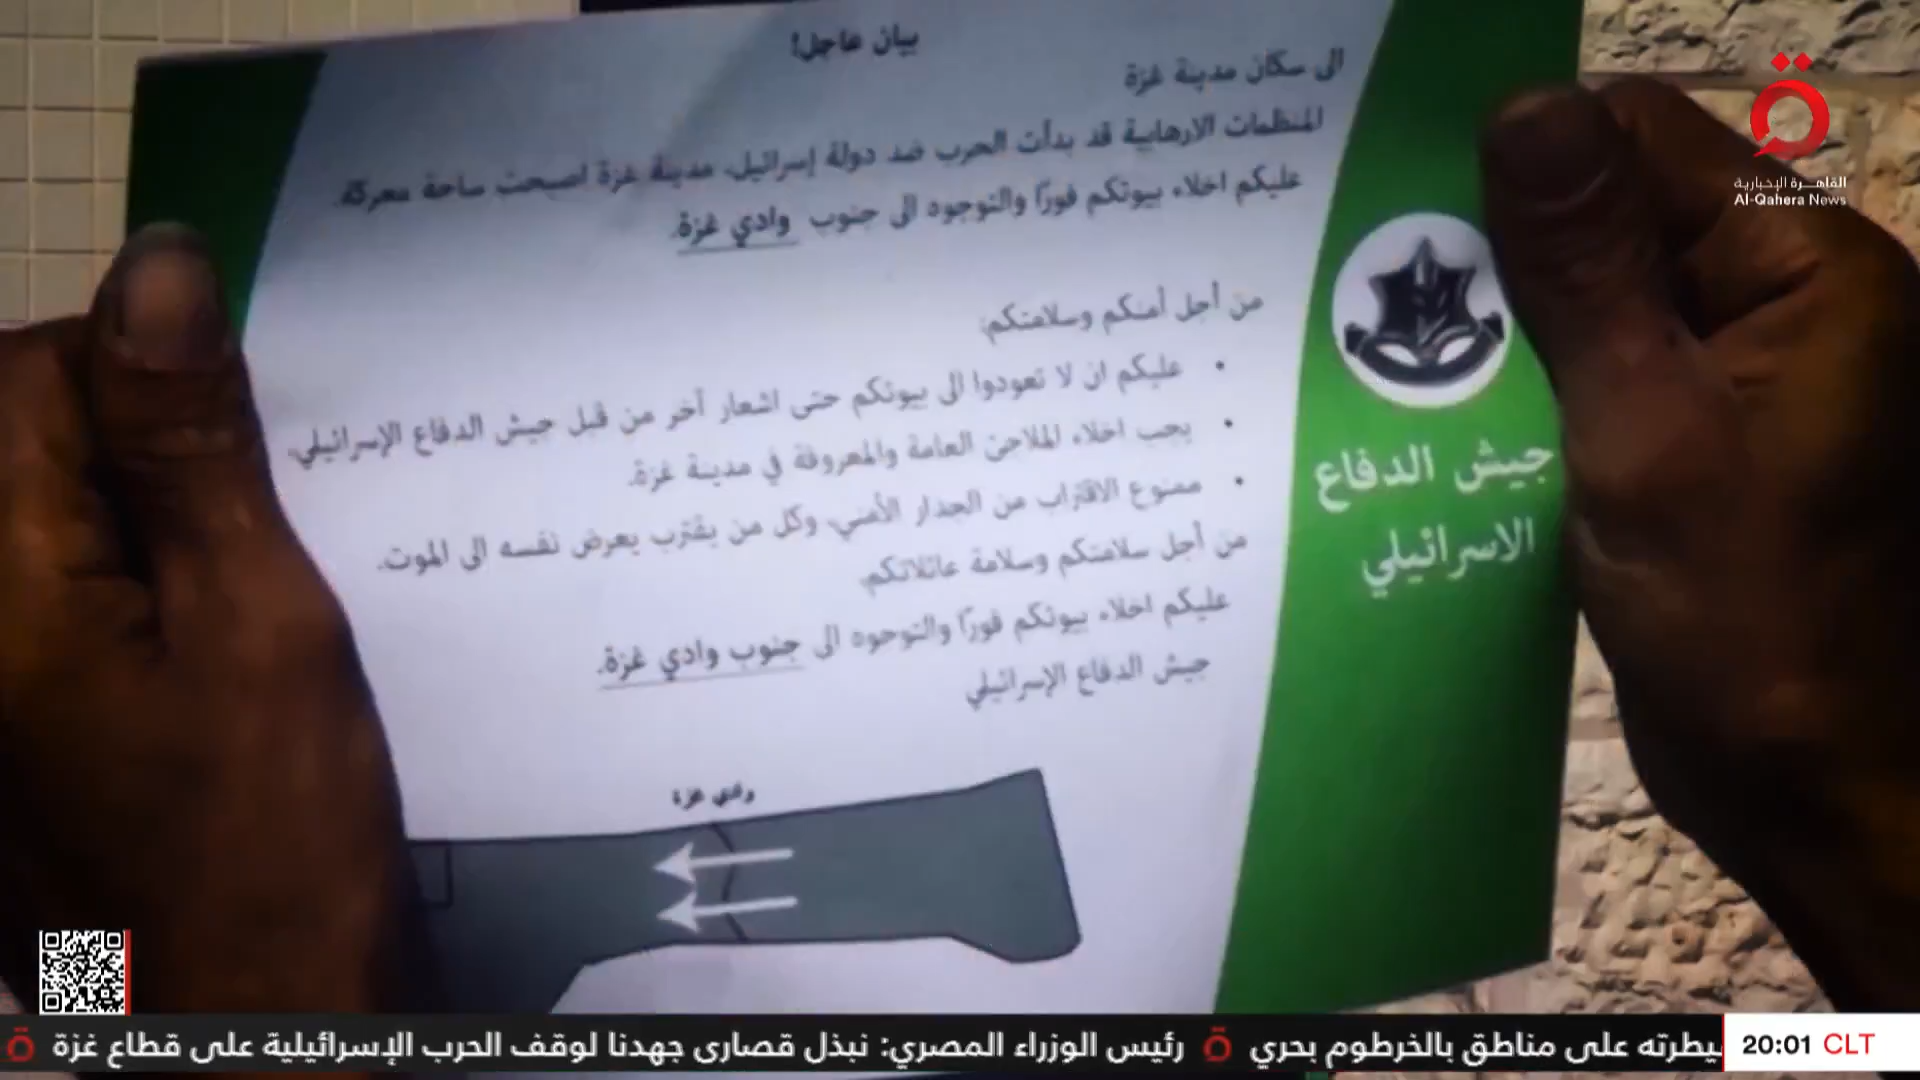 بيان عاجل!
الى سكان مدينة غزة
المنظمات الارهابية قد بدأت الحرب ضد دولة إسرائيل، مدينة غزة اصبحت ساحة معركة.
عليكم اخلاء بيوتكم فورًا والتوجوه الى جنوب وادي غزة.
من أجل أمنكم وسلامتكم:
• عليكم ان لا تعودوا الى بيوتكم حتى اشعار آخر من قبل جيش الدفاع الإسرائيلي.
• يجب اخلاء الملاجئ العامة والمعروفة في مدينة غزة.
• ممنوع الاقتراب من الجدار الأمني، وكل من يقترب يعرض نفسه الى الموت.
من أجل سلامتكم وسلامة عائلاتكم
عليكم اخلاء بيوتكم فورًا والتوجوه الى جنوب وادي غزة.
جيش الدفاع الإسرائيلي
وادي غزة
جيش الدفاع
الاسرائيلي
القاهرة الإخبارية
Al-Qahera News
يطرته على مناطق بالخرطوم بحري
رئيس الوزراء المصري: نبذل قصارى جهدنا لوقف الحرب الإسرائيلية على قطاع غزة
20:01 CLT